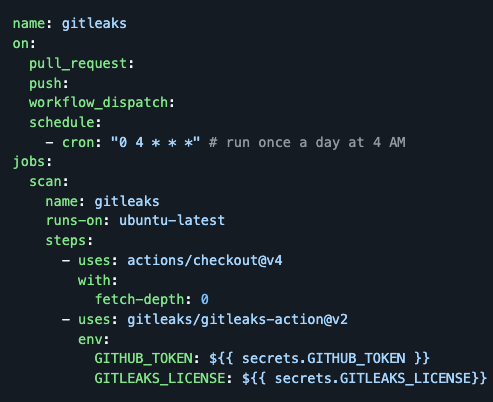 name: gitleaks
on:
  pull_request:
  push:
  workflow_dispatch:
  schedule:
    - cron: "0 4 * * *" # run once a day at 4 AM
jobs:
  scan:
    name: gitleaks
    runs-on: ubuntu-latest
    steps:
      - uses: actions/checkout@v4
        with:
          fetch-depth: 0
      - uses: gitleaks/gitleaks-action@v2
        env:
          GITHUB_TOKEN: ${{ secrets.GITHUB_TOKEN }}
          GITLEAKS_LICENSE: ${{ secrets.GITLEAKS_LICENSE}}